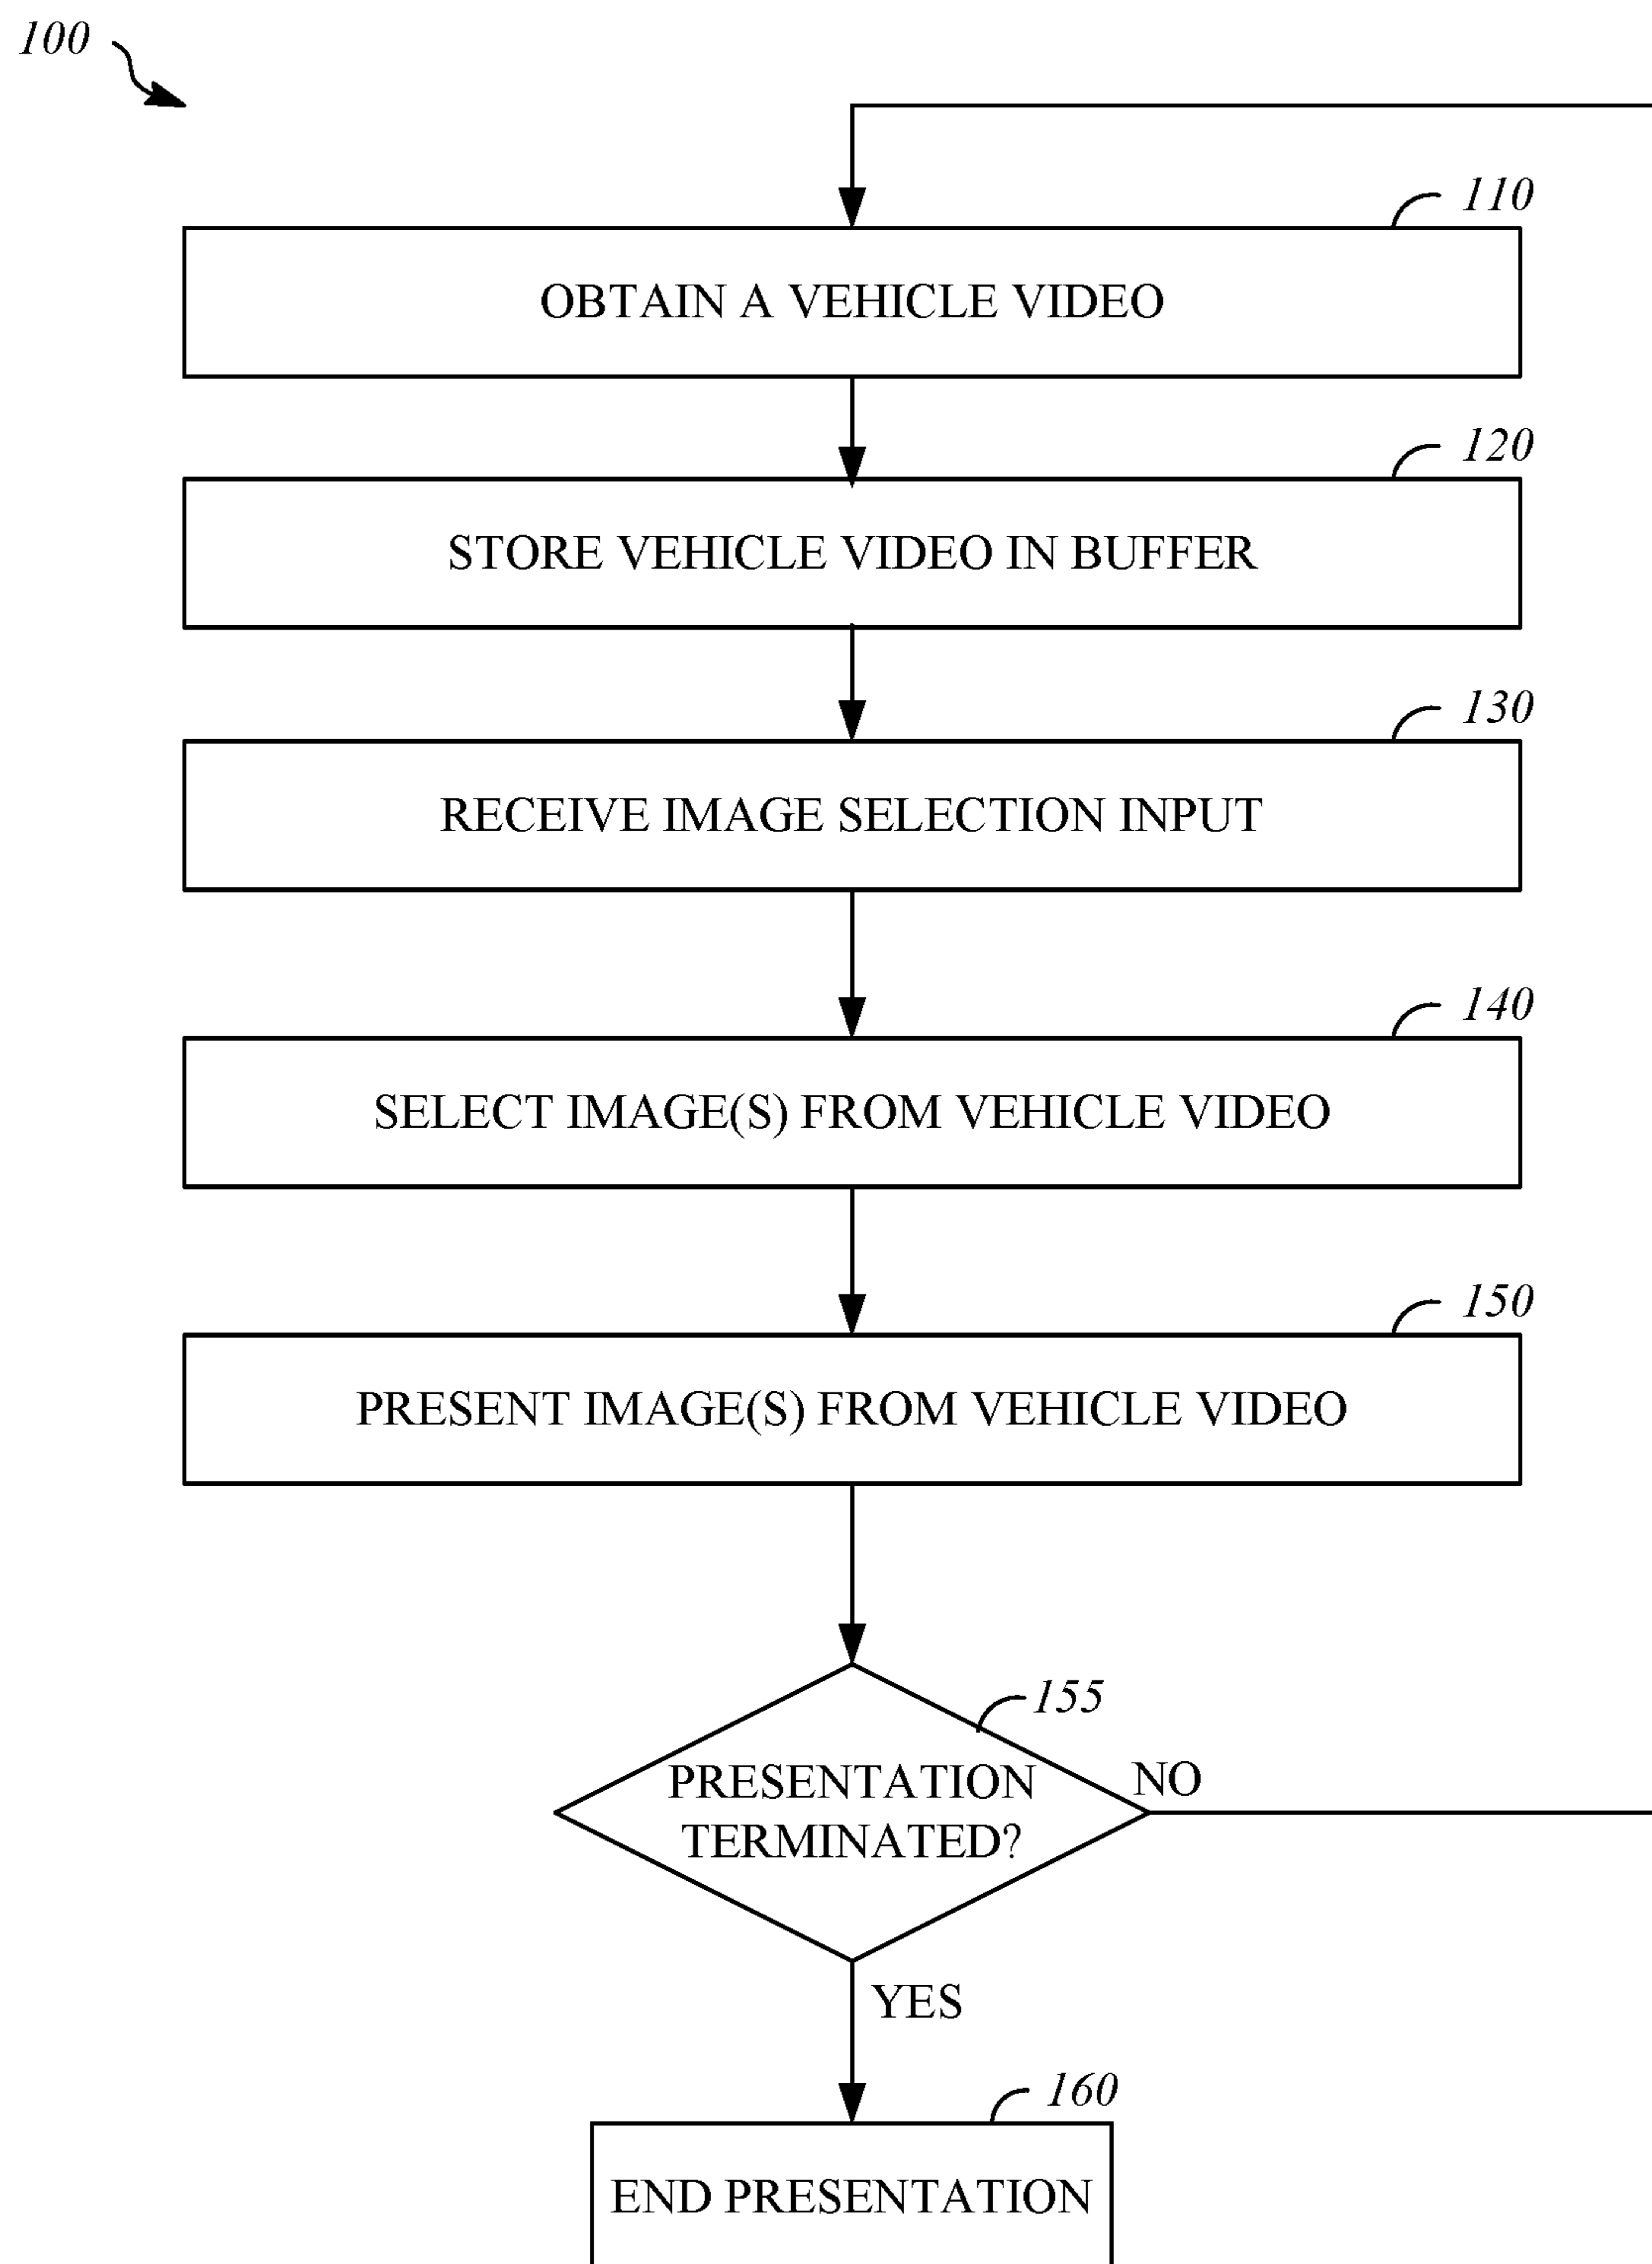 100
110
OBTAIN A VEHICLE VIDEO
120
STORE VEHICLE VIDEO IN BUFFER
130
RECEIVE IMAGE SELECTION INPUT
140
SELECT IMAGE(S) FROM VEHICLE VIDEO
150
PRESENT IMAGE(S) FROM VEHICLE VIDEO
155
PRESENTATION
TERMINATED?
NO
YES
160
END PRESENTATION